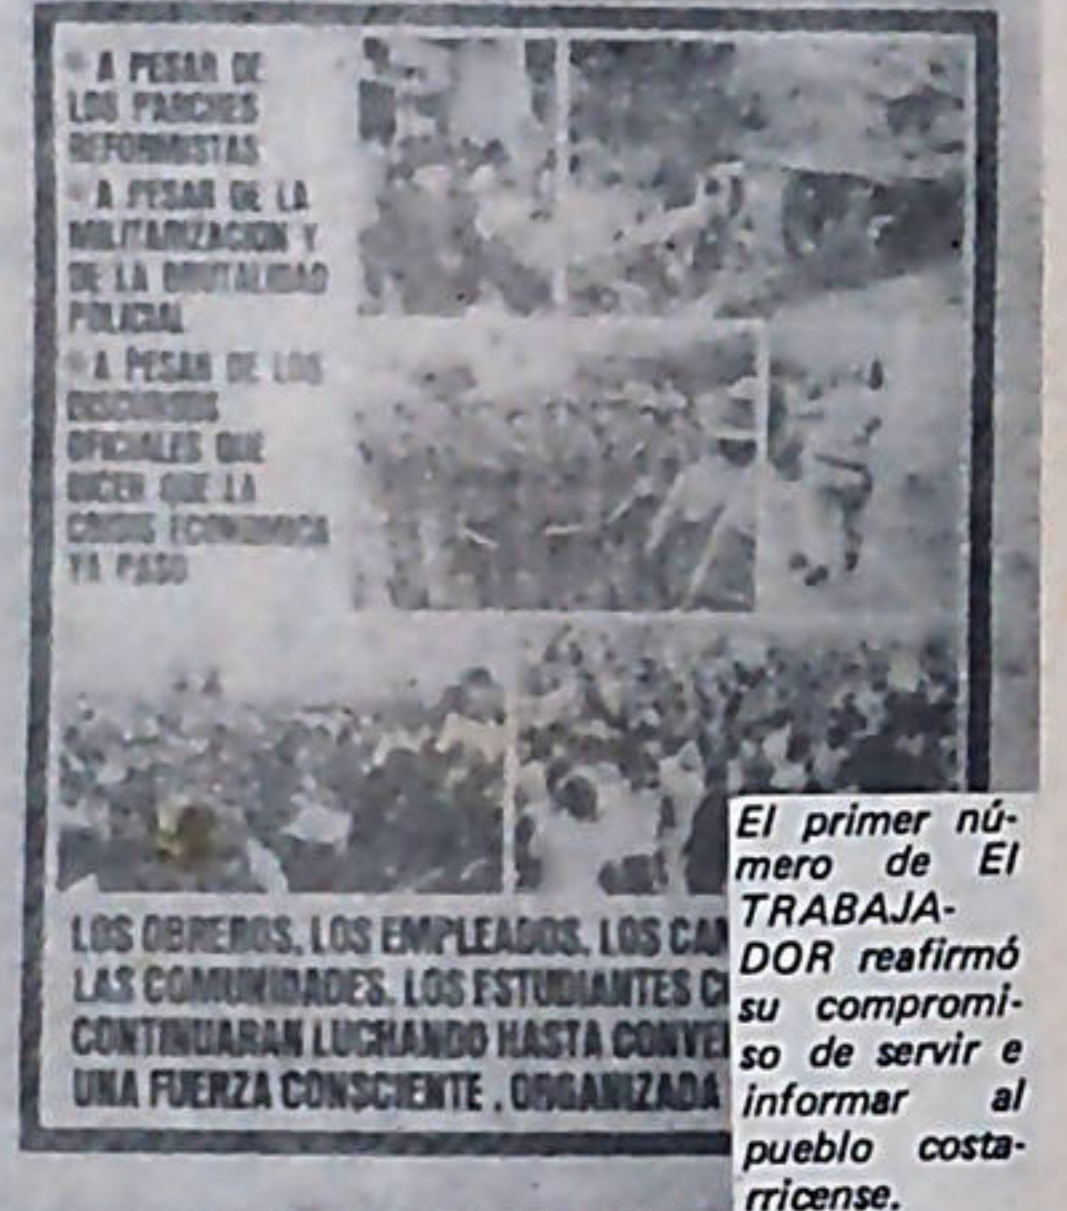 A PESAR DE
LOS PARCHES
REFORMISTAS
A PESAR DE LA
MILITARIZACION Y
DE LA BRUTALIDAD
POLICIAL
A PESAR DE LOS
DISCURSOS
OFICIALES QUE
DICEN QUE LA
CRISIS ECONOMICA
YA PASO
LOS OBREROS, LOS EMPLEADOS, LOS CAM
LAS COMUNIDADES, LOS ESTUDIANTES C
CONTINUARAN LUCHANDO HASTA CONVER
UNA FUERZA CONSCIENTE, ORGANIZADA
El primer nú-
mero de El
TRABAJA-
DOR reafirmó
su compromi-
so de servir e
informar al
pueblo costa-
rricense.